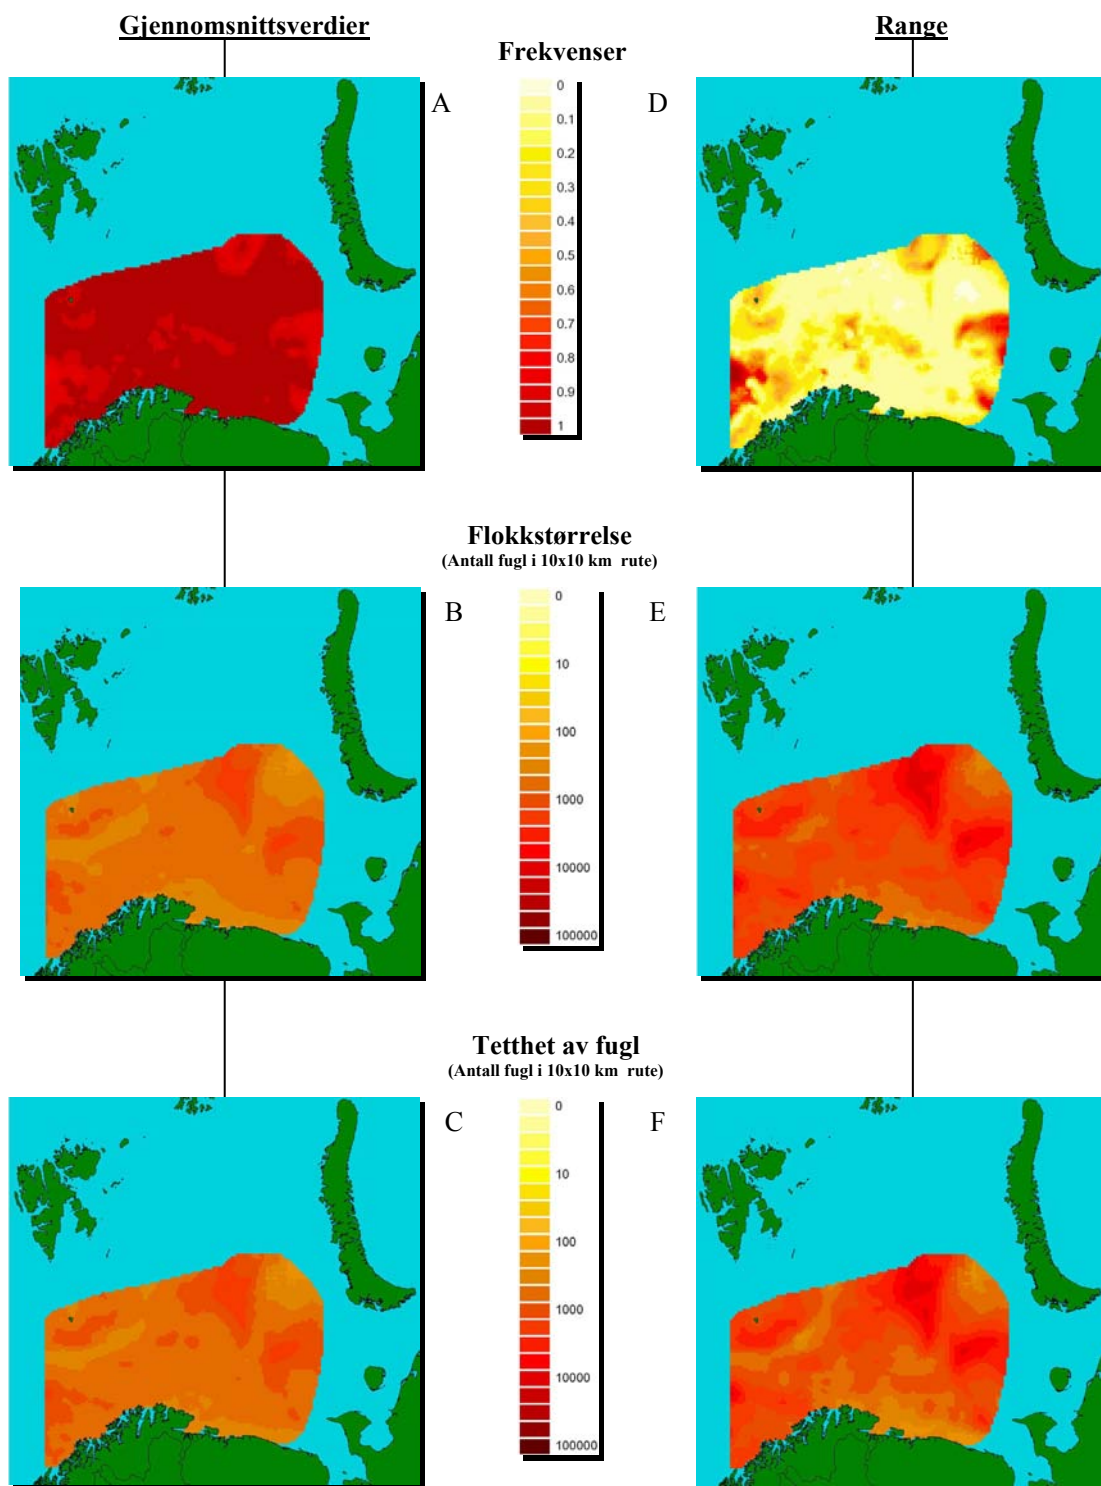 Gjennomsnittsverdier
Range
Frekvenser
A
D
0
0.1
0.2
0.3
0.4
0.5
0.6
0.7
0.8
0.9
1
Flokkstørrelse
(Antall fugl i 10x10 km rute)
B
E
0
10
100
1000
10000
100000
Tetthet av fugl
(Antall fugl i 10x10 km rute)
C
F
0
10
100
1000
10000
100000